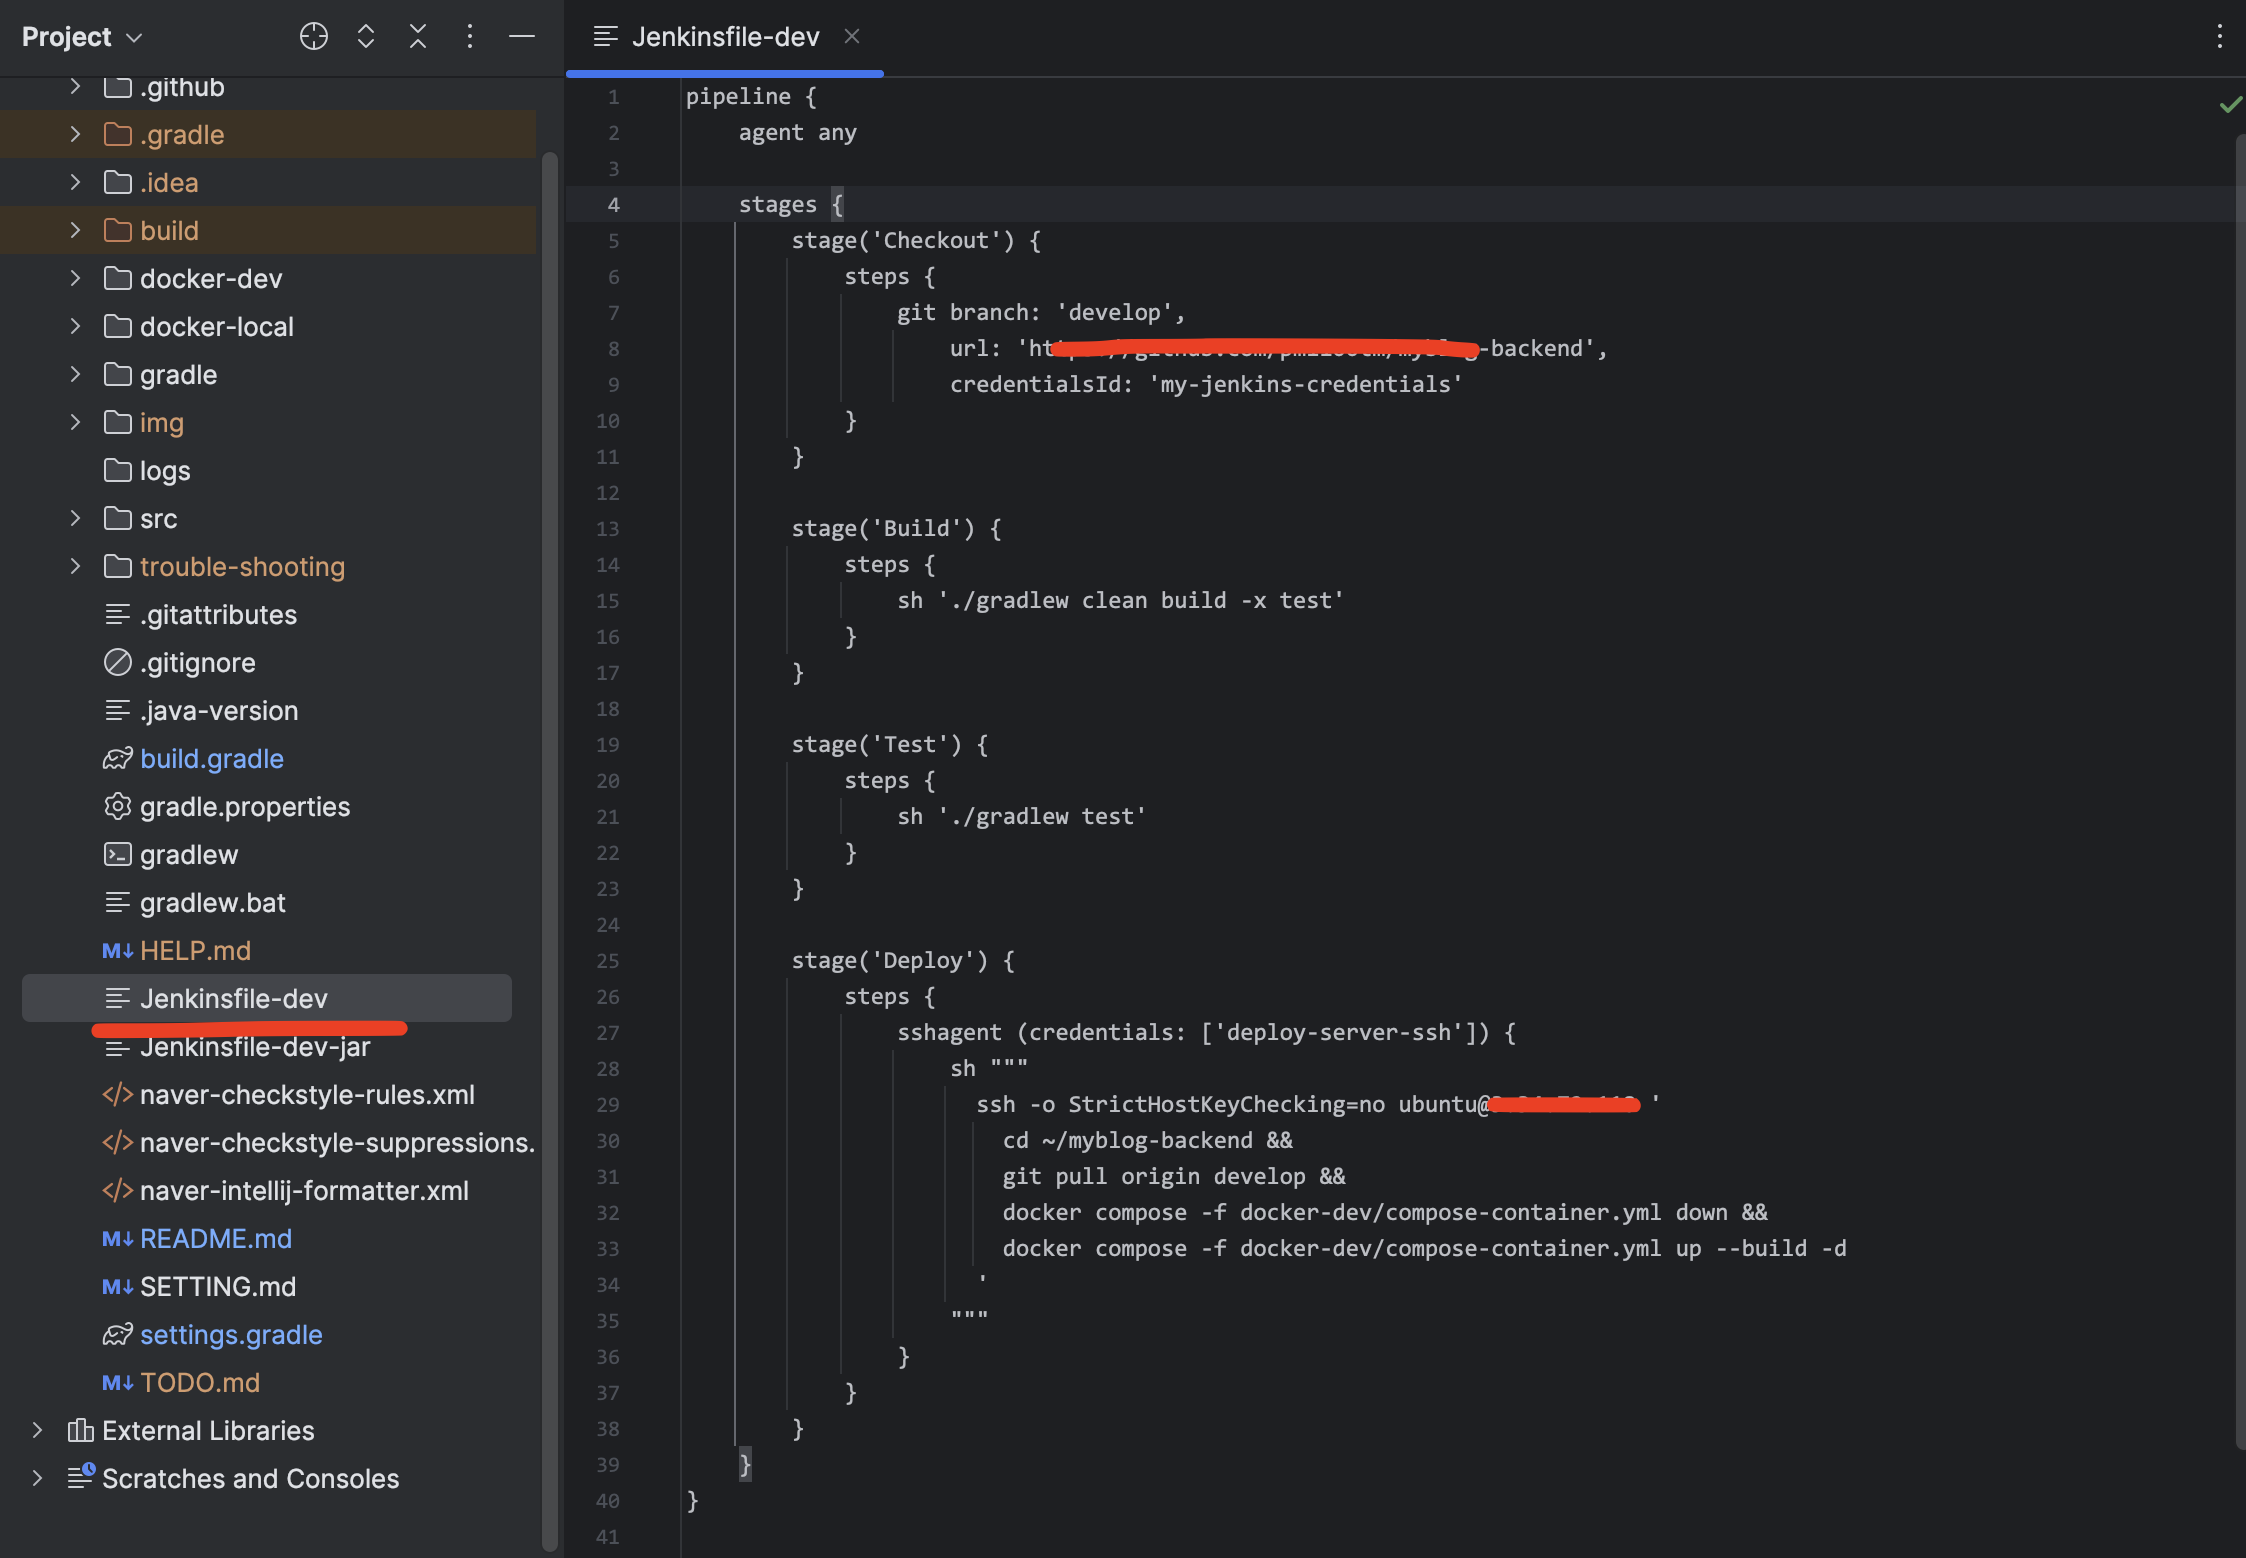 Project
.github
.gradle
.idea
build
docker-dev
docker-local
gradle
img
logs
src
trouble-shooting
.gitattributes
.gitignore
.java-version
build.gradle
gradle.properties
gradlew
gradlew.bat
M↓ HELP.md
Jenkinsfile-dev
Jenkinsfile-dev-jar
naver-checkstyle-rules.xml
naver-checkstyle-suppressions.
naver-intellij-formatter.xml
M↓ README.md
M↓ SETTING.md
settings.gradle
M↓ TODO.md
External Libraries
Scratches and Consoles
Jenkinsfile-dev
1 pipeline {
2     agent any
3
4     stages {
5         stage('Checkout') {
6             steps {
7                 git branch: 'develop',
8                     url: 'ht -backend',
9                     credentialsId: 'my-jenkins-credentials'
10             }
11         }
12
13         stage('Build') {
14             steps {
15                 sh './gradlew clean build -x test'
16             }
17         }
18
19         stage('Test') {
20             steps {
21                 sh './gradlew test'
22             }
23         }
24
25         stage('Deploy') {
26             steps {
27                 sshagent (credentials: ['deploy-server-ssh']) {
28                     sh """
29                       ssh -o StrictHostKeyChecking=no ubuntu@ '
30                         cd ~/myblog-backend &&
31                         git pull origin develop &&
32                         docker compose -f docker-dev/compose-container.yml down &&
33                         docker compose -f docker-dev/compose-container.yml up --build -d
34                       '
35                     """
36                 }
37             }
38         }
39     }
40 }
41